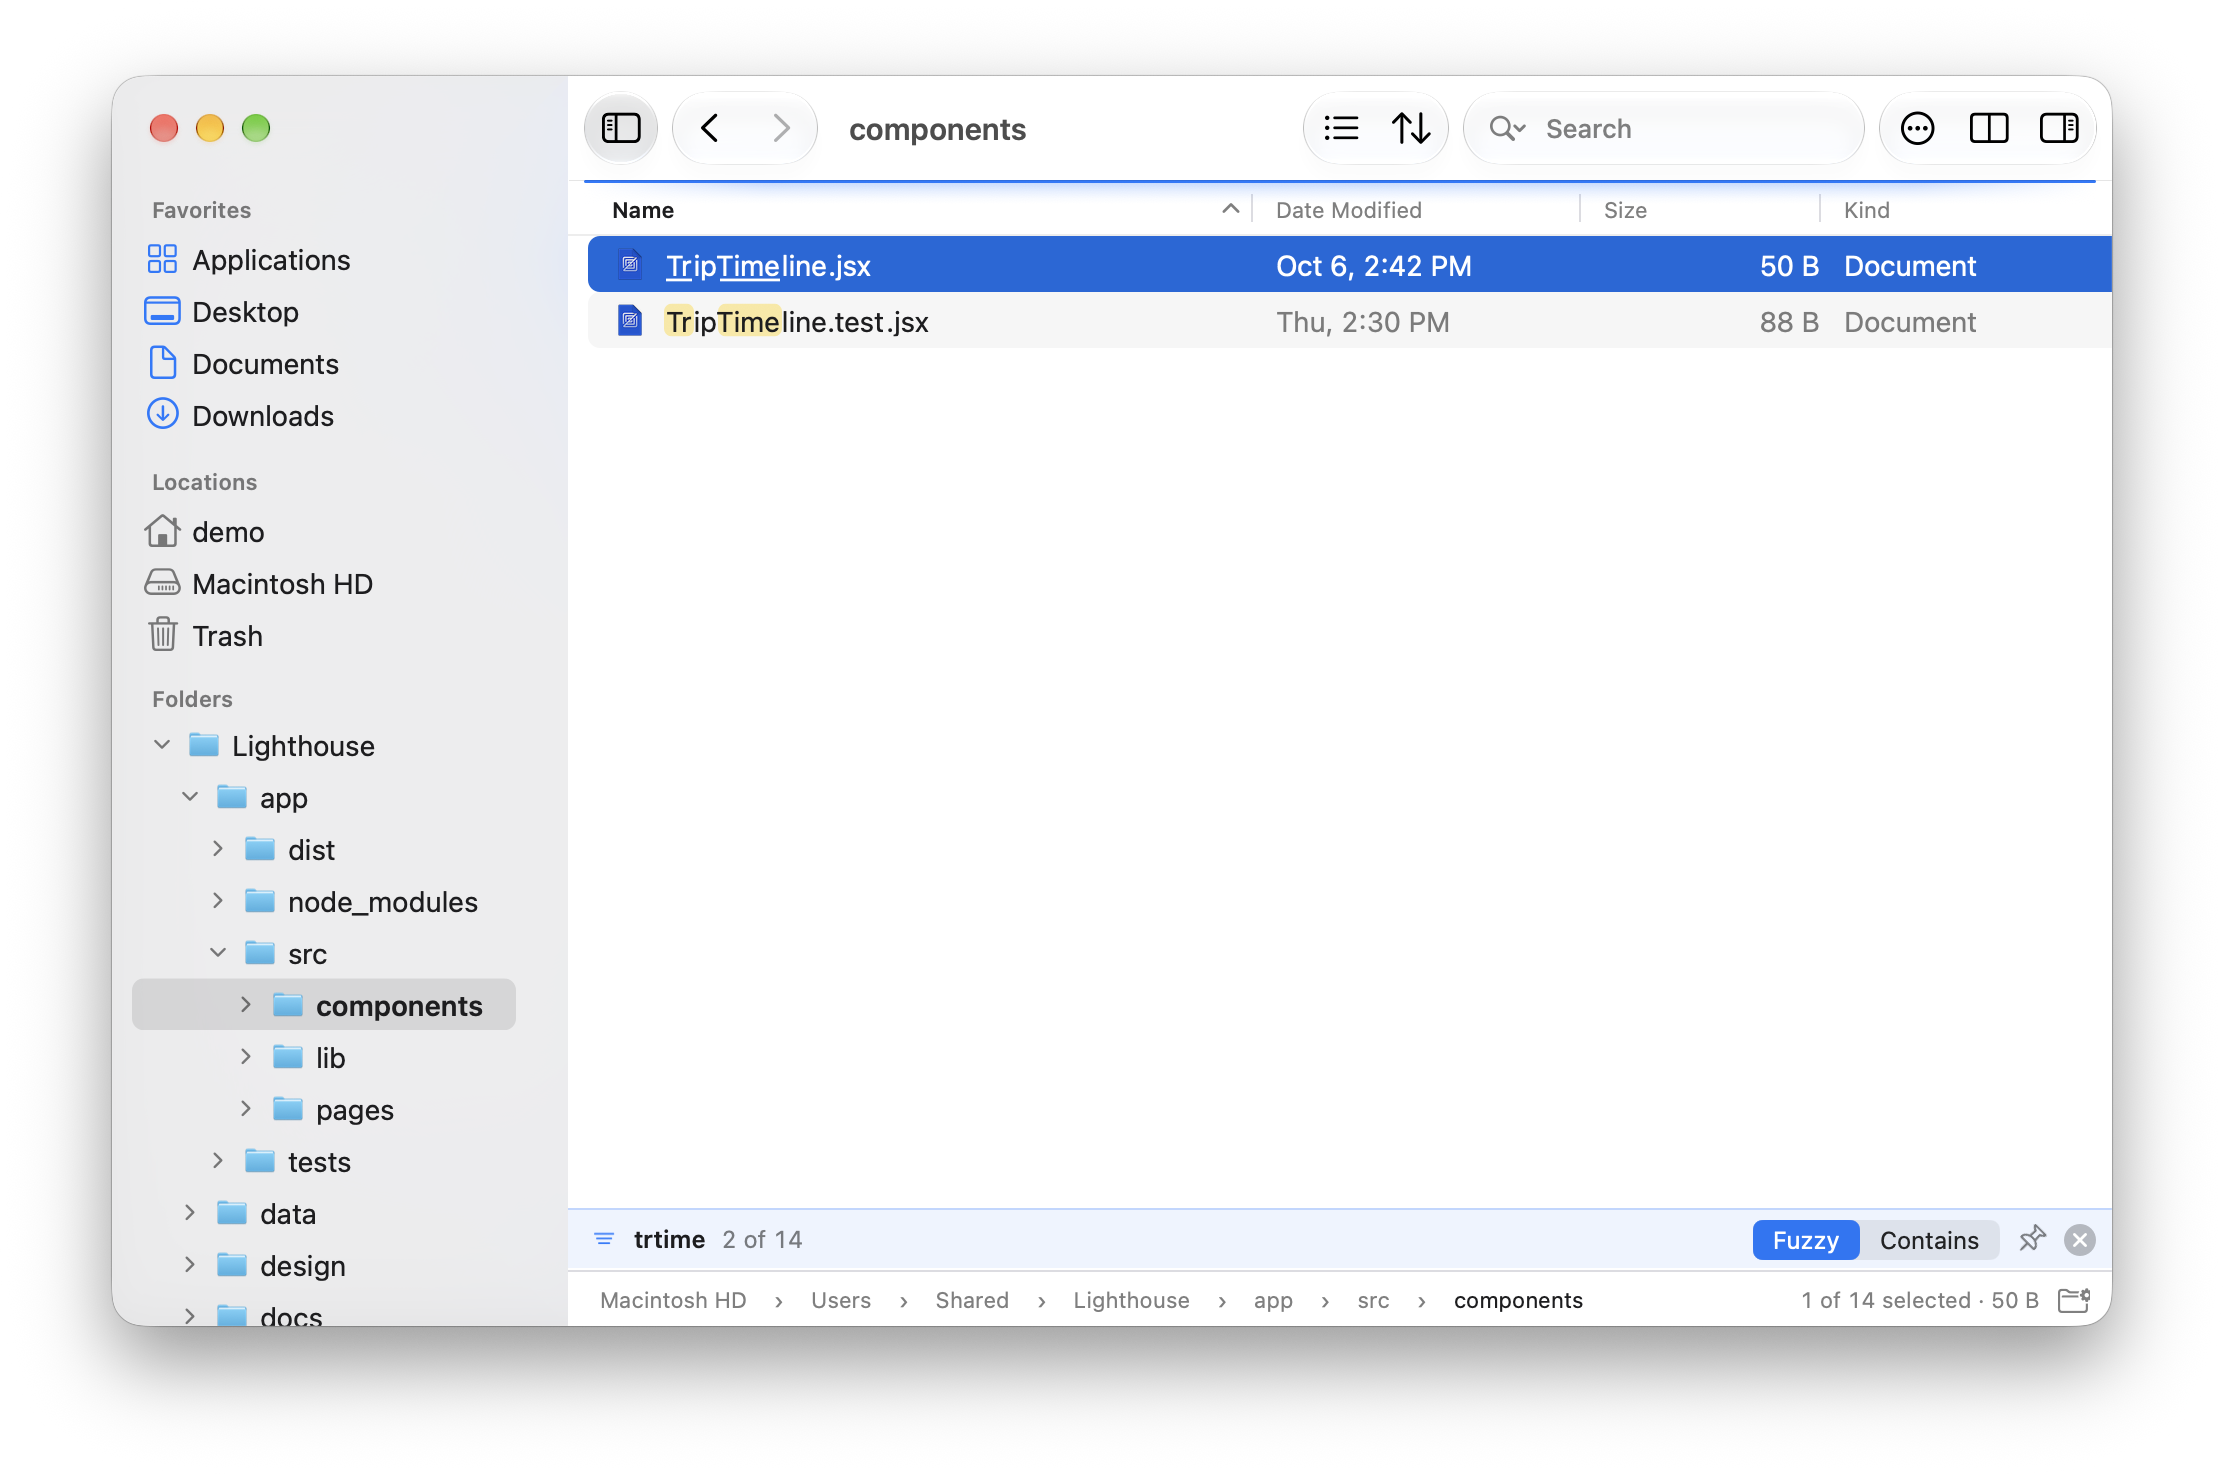 components
Search
Favorites
Applications
Desktop
Documents
Downloads
Locations
demo
Macintosh HD
Trash
Folders
Lighthouse
app
dist
node_modules
src
components
lib
pages
tests
data
design
docs
Name Date Modified Size Kind
TripTimeline.jsx Oct 6, 2:42 PM 50 B Document
TripTimeline.test.jsx Thu, 2:30 PM 88 B Document
trtime 2 of 14 Fuzzy Contains
Macintosh HD › Users › Shared › Lighthouse › app › src › components 1 of 14 selected · 50 B